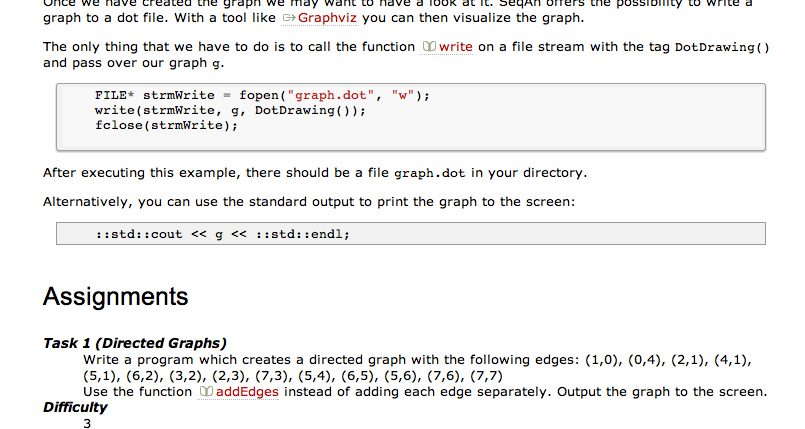 Once we have created the graph we may want to have a look at it. SeqAn offers the possibility to write a
graph to a dot file. With a tool like Graphviz you can then visualize the graph.
The only thing that we have to do is to call the function write on a file stream with the tag DotDrawing()
and pass over our graph g.
FILE* strmWrite = fopen("graph.dot", "w");
write(strmWrite, g, DotDrawing());
fclose(strmWrite);
After executing this example, there should be a file graph.dot in your directory.
Alternatively, you can use the standard output to print the graph to the screen:
::std::cout << g << ::std::endl;
Assignments
Task 1 (Directed Graphs)
Write a program which creates a directed graph with the following edges: (1,0), (0,4), (2,1), (4,1),
(5,1), (6,2), (3,2), (2,3), (7,3), (5,4), (6,5), (5,6), (7,6), (7,7)
Use the function addEdges instead of adding each edge separately. Output the graph to the screen.
Difficulty
3